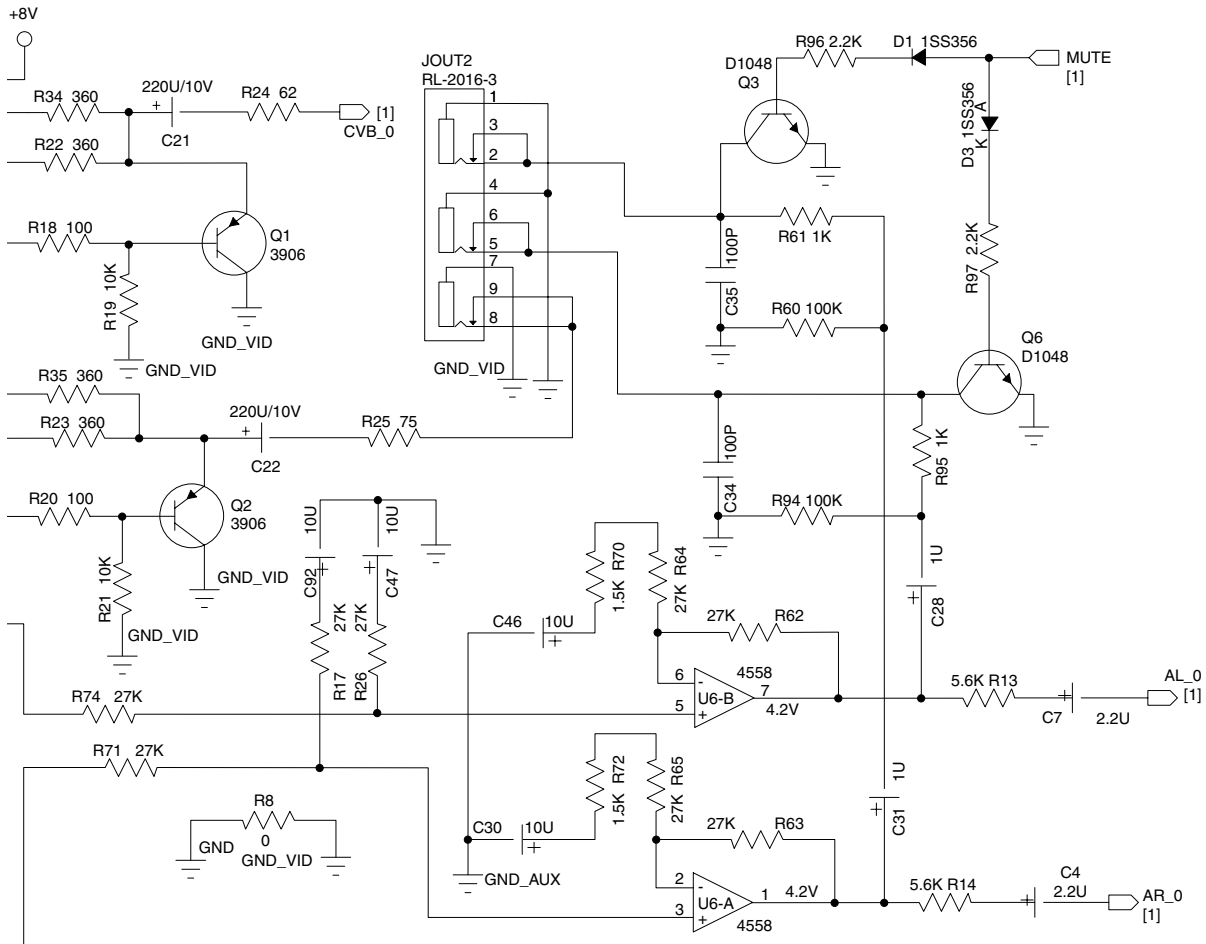 +8V
R34 360
220U/10V
+
C21
R24 62
[1]
CVB_0
R22 360
R18 100
R19 10K
Q1
3906
GND_VID
GND_VID
JOUT2
RL-2016-3
1
3
2
4
6
5
7
9
8
GND_VID
D1048
Q3
R96 2.2K
D1 1SS356
MUTE
[1]
D3 1SS356
A
K
R61 1K
100P
C35
R60 100K
R97 2.2K
Q6
D1048
R35 360
R23 360
220U/10V
+
C22
R25 75
R20 100
R21 10K
Q2
3906
GND_VID
GND_VID
10U
C92
+
10U
C47
+
27K
R17
27K
R26
100P
C34
R94 100K
R95 1K
1U
C28
+
1.5K R70
27K R64
C46
10U
+
27K R62
6
-
5
+
U6-B
4558
7
4.2V
5.6K R13
+
C7
2.2U
AL_0
[1]
R74 27K
R71 27K
R8
0
GND
GND_VID
1.5K R72
27K R65
C30
10U
+
GND_AUX
27K R63
1U
C31
+
2
-
3
+
U6-A
4558
1
4.2V
5.6K R14
+
C4
2.2U
AR_0
[1]